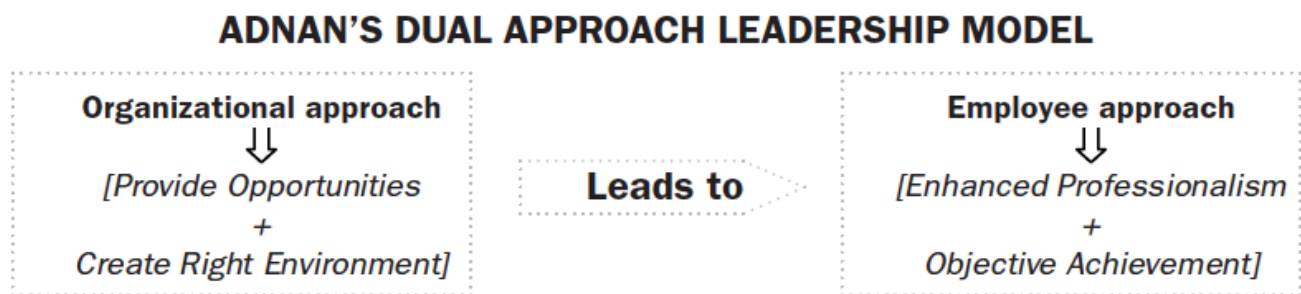 ADNAN’S DUAL APPROACH LEADERSHIP MODEL
Organizational approach
[Provide Opportunities
+
Create Right Environment]
Leads to
Employee approach
[Enhanced Professionalism
+
Objective Achievement]